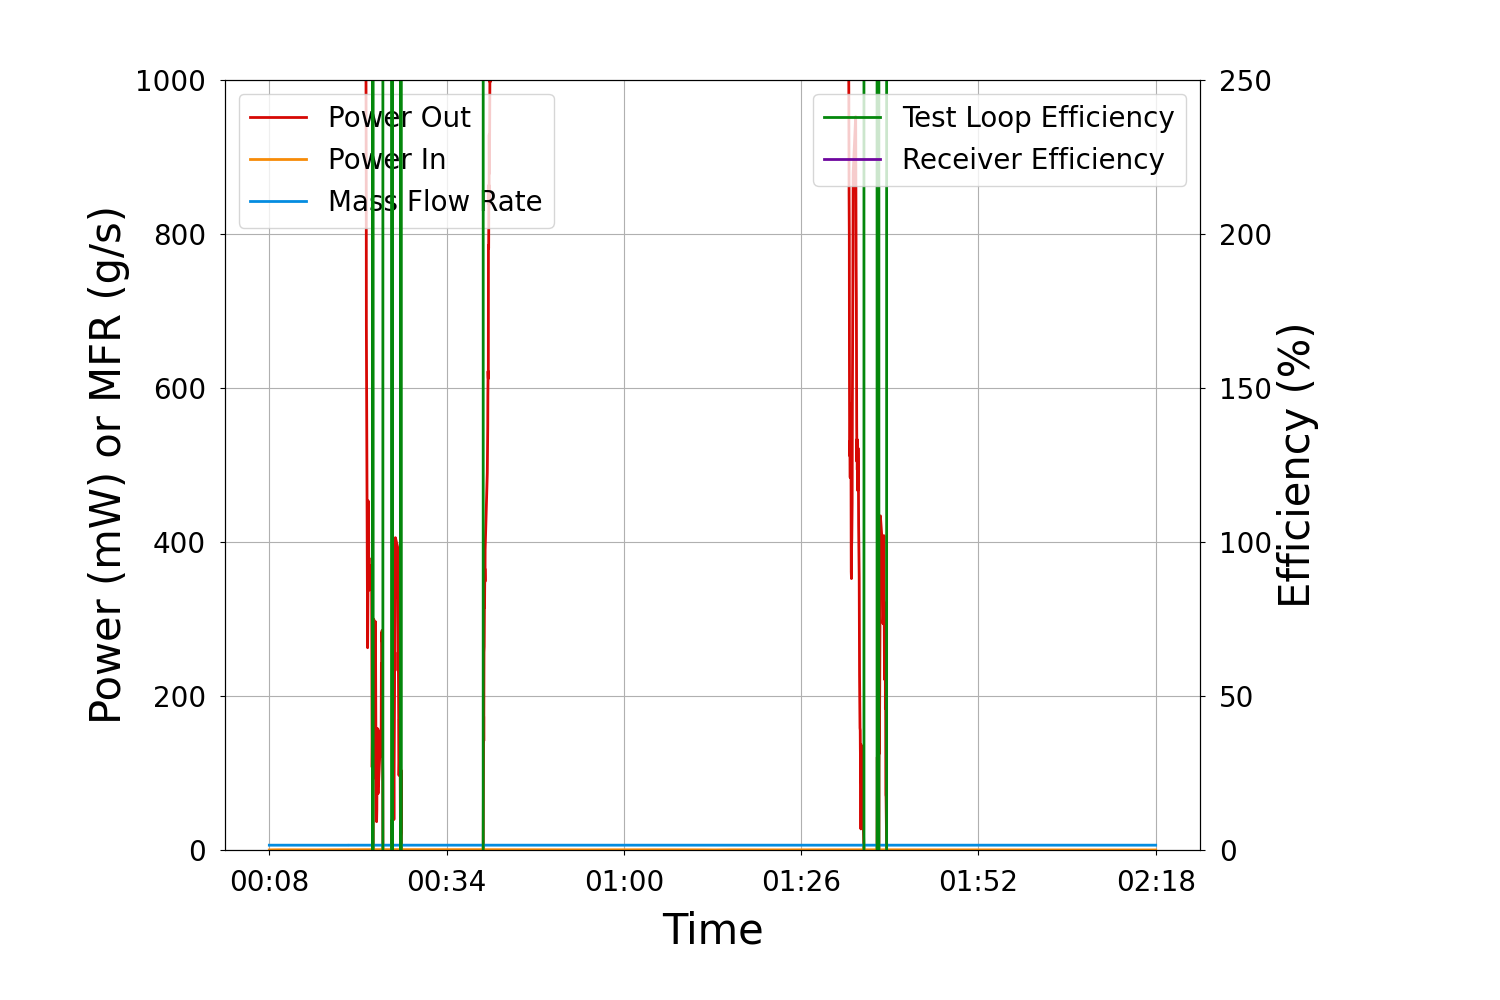 1000
800
600
400
200
0
Power (mW) or MFR (g/s)
Power Out
Power In
Mass Flow Rate
Test Loop Efficiency
Receiver Efficiency
250
200
150
100
50
0
Efficiency (%)
00:08 00:34 01:00 01:26 01:52 02:18
Time